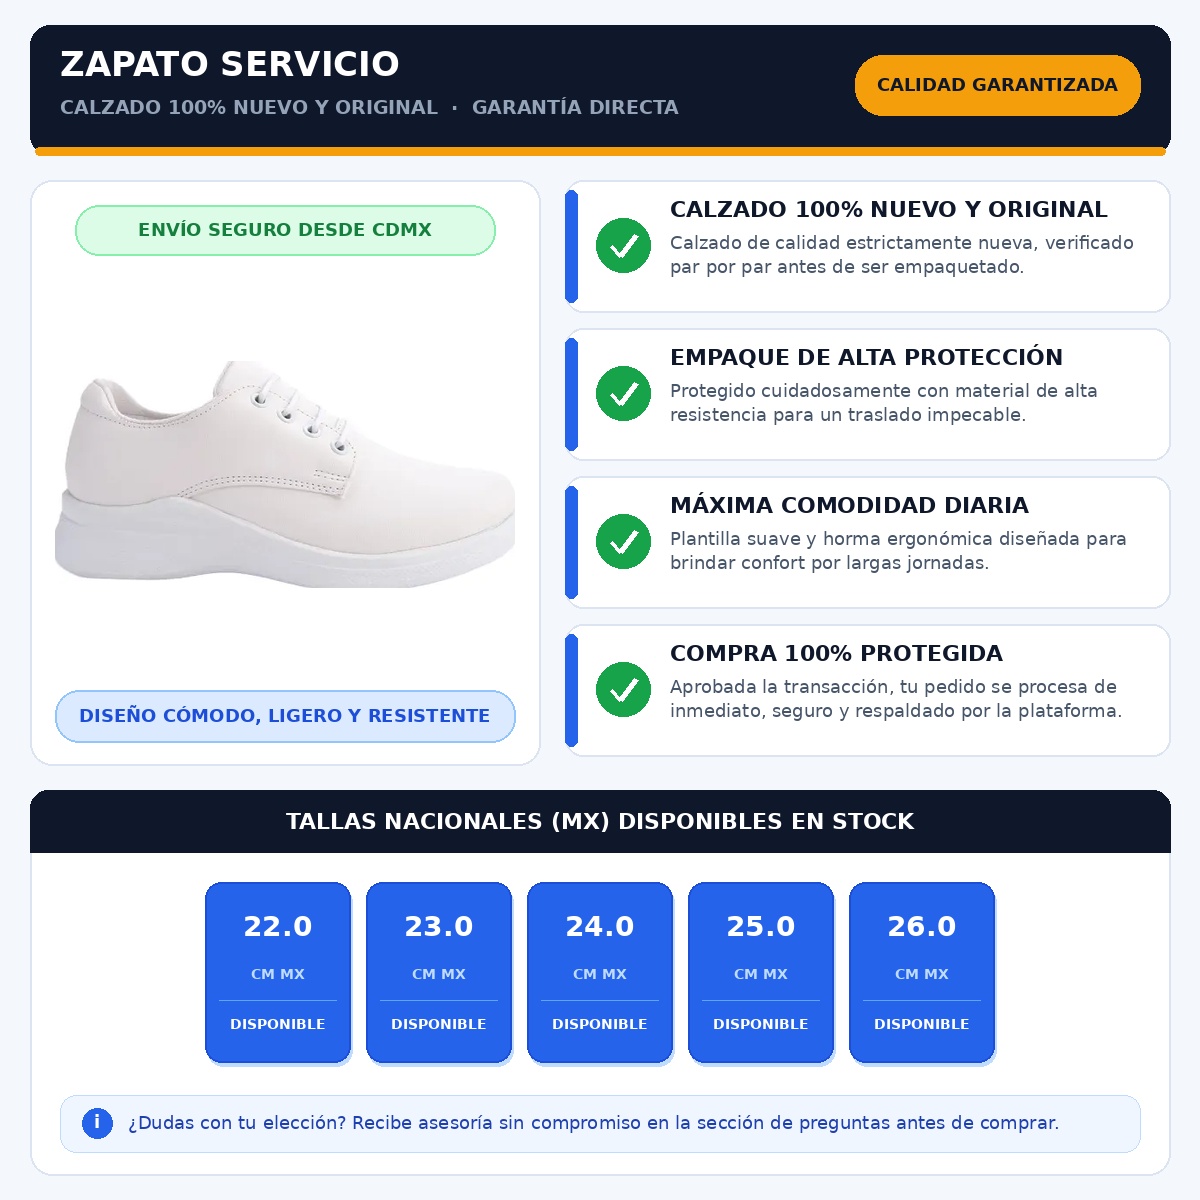 ZAPATO SERVICIO
CALZADO 100% NUEVO Y ORIGINAL · GARANTÍA DIRECTA
CALIDAD GARANTIZADA
ENVÍO SEGURO DESDE CDMX
DISEÑO CÓMODO, LIGERO Y RESISTENTE
CALZADO 100% NUEVO Y ORIGINAL
Calzado de calidad estrictamente nueva, verificado
par por par antes de ser empaquetado.
EMPAQUE DE ALTA PROTECCIÓN
Protegido cuidadosamente con material de alta
resistencia para un traslado impecable.
MÁXIMA COMODIDAD DIARIA
Plantilla suave y horma ergonómica diseñada para
brindar confort por largas jornadas.
COMPRA 100% PROTEGIDA
Aprobada la transacción, tu pedido se procesa de
inmediato, seguro y respaldado por la plataforma.
TALLAS NACIONALES (MX) DISPONIBLES EN STOCK
22.0
CM MX
DISPONIBLE
23.0
CM MX
DISPONIBLE
24.0
CM MX
DISPONIBLE
25.0
CM MX
DISPONIBLE
26.0
CM MX
DISPONIBLE
i ¿Dudas con tu elección? Recibe asesoría sin compromiso en la sección de preguntas antes de comprar.